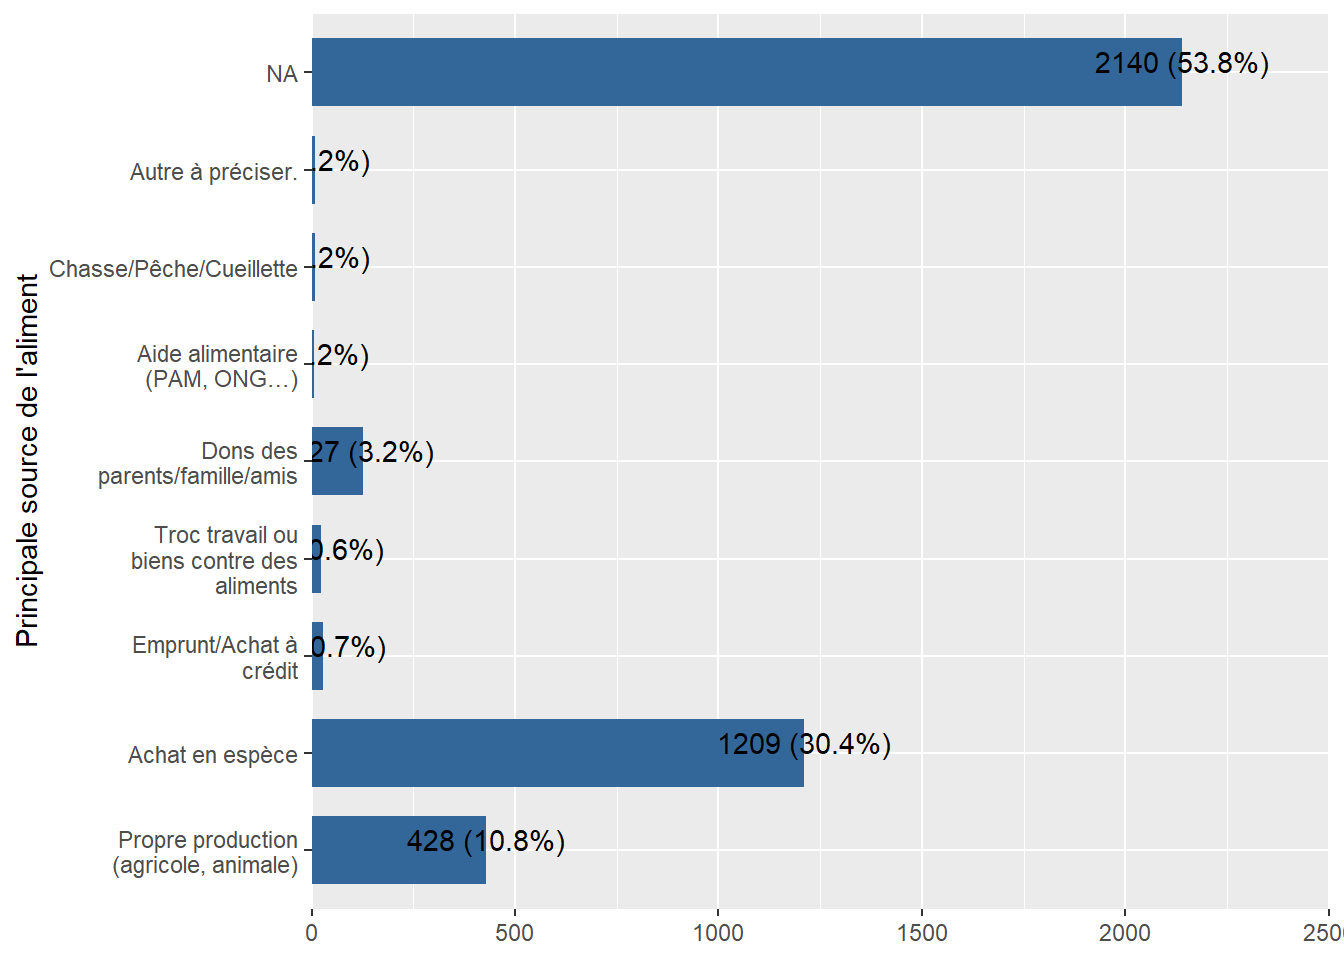 Principale source de l'aliment
NA
2140 (53.8%)
Autre à préciser.
.2%)
Chasse/Pêche/Cueillette
.2%)
Aide alimentaire
(PAM, ONG…)
.2%)
Dons des
parents/famille/amis
27 (3.2%)
Troc travail ou
biens contre des
aliments
0.6%)
Emprunt/Achat à
crédit
0.7%)
Achat en espèce
1209 (30.4%)
Propre production
(agricole, animale)
428 (10.8%)
0 500 1000 1500 2000 250